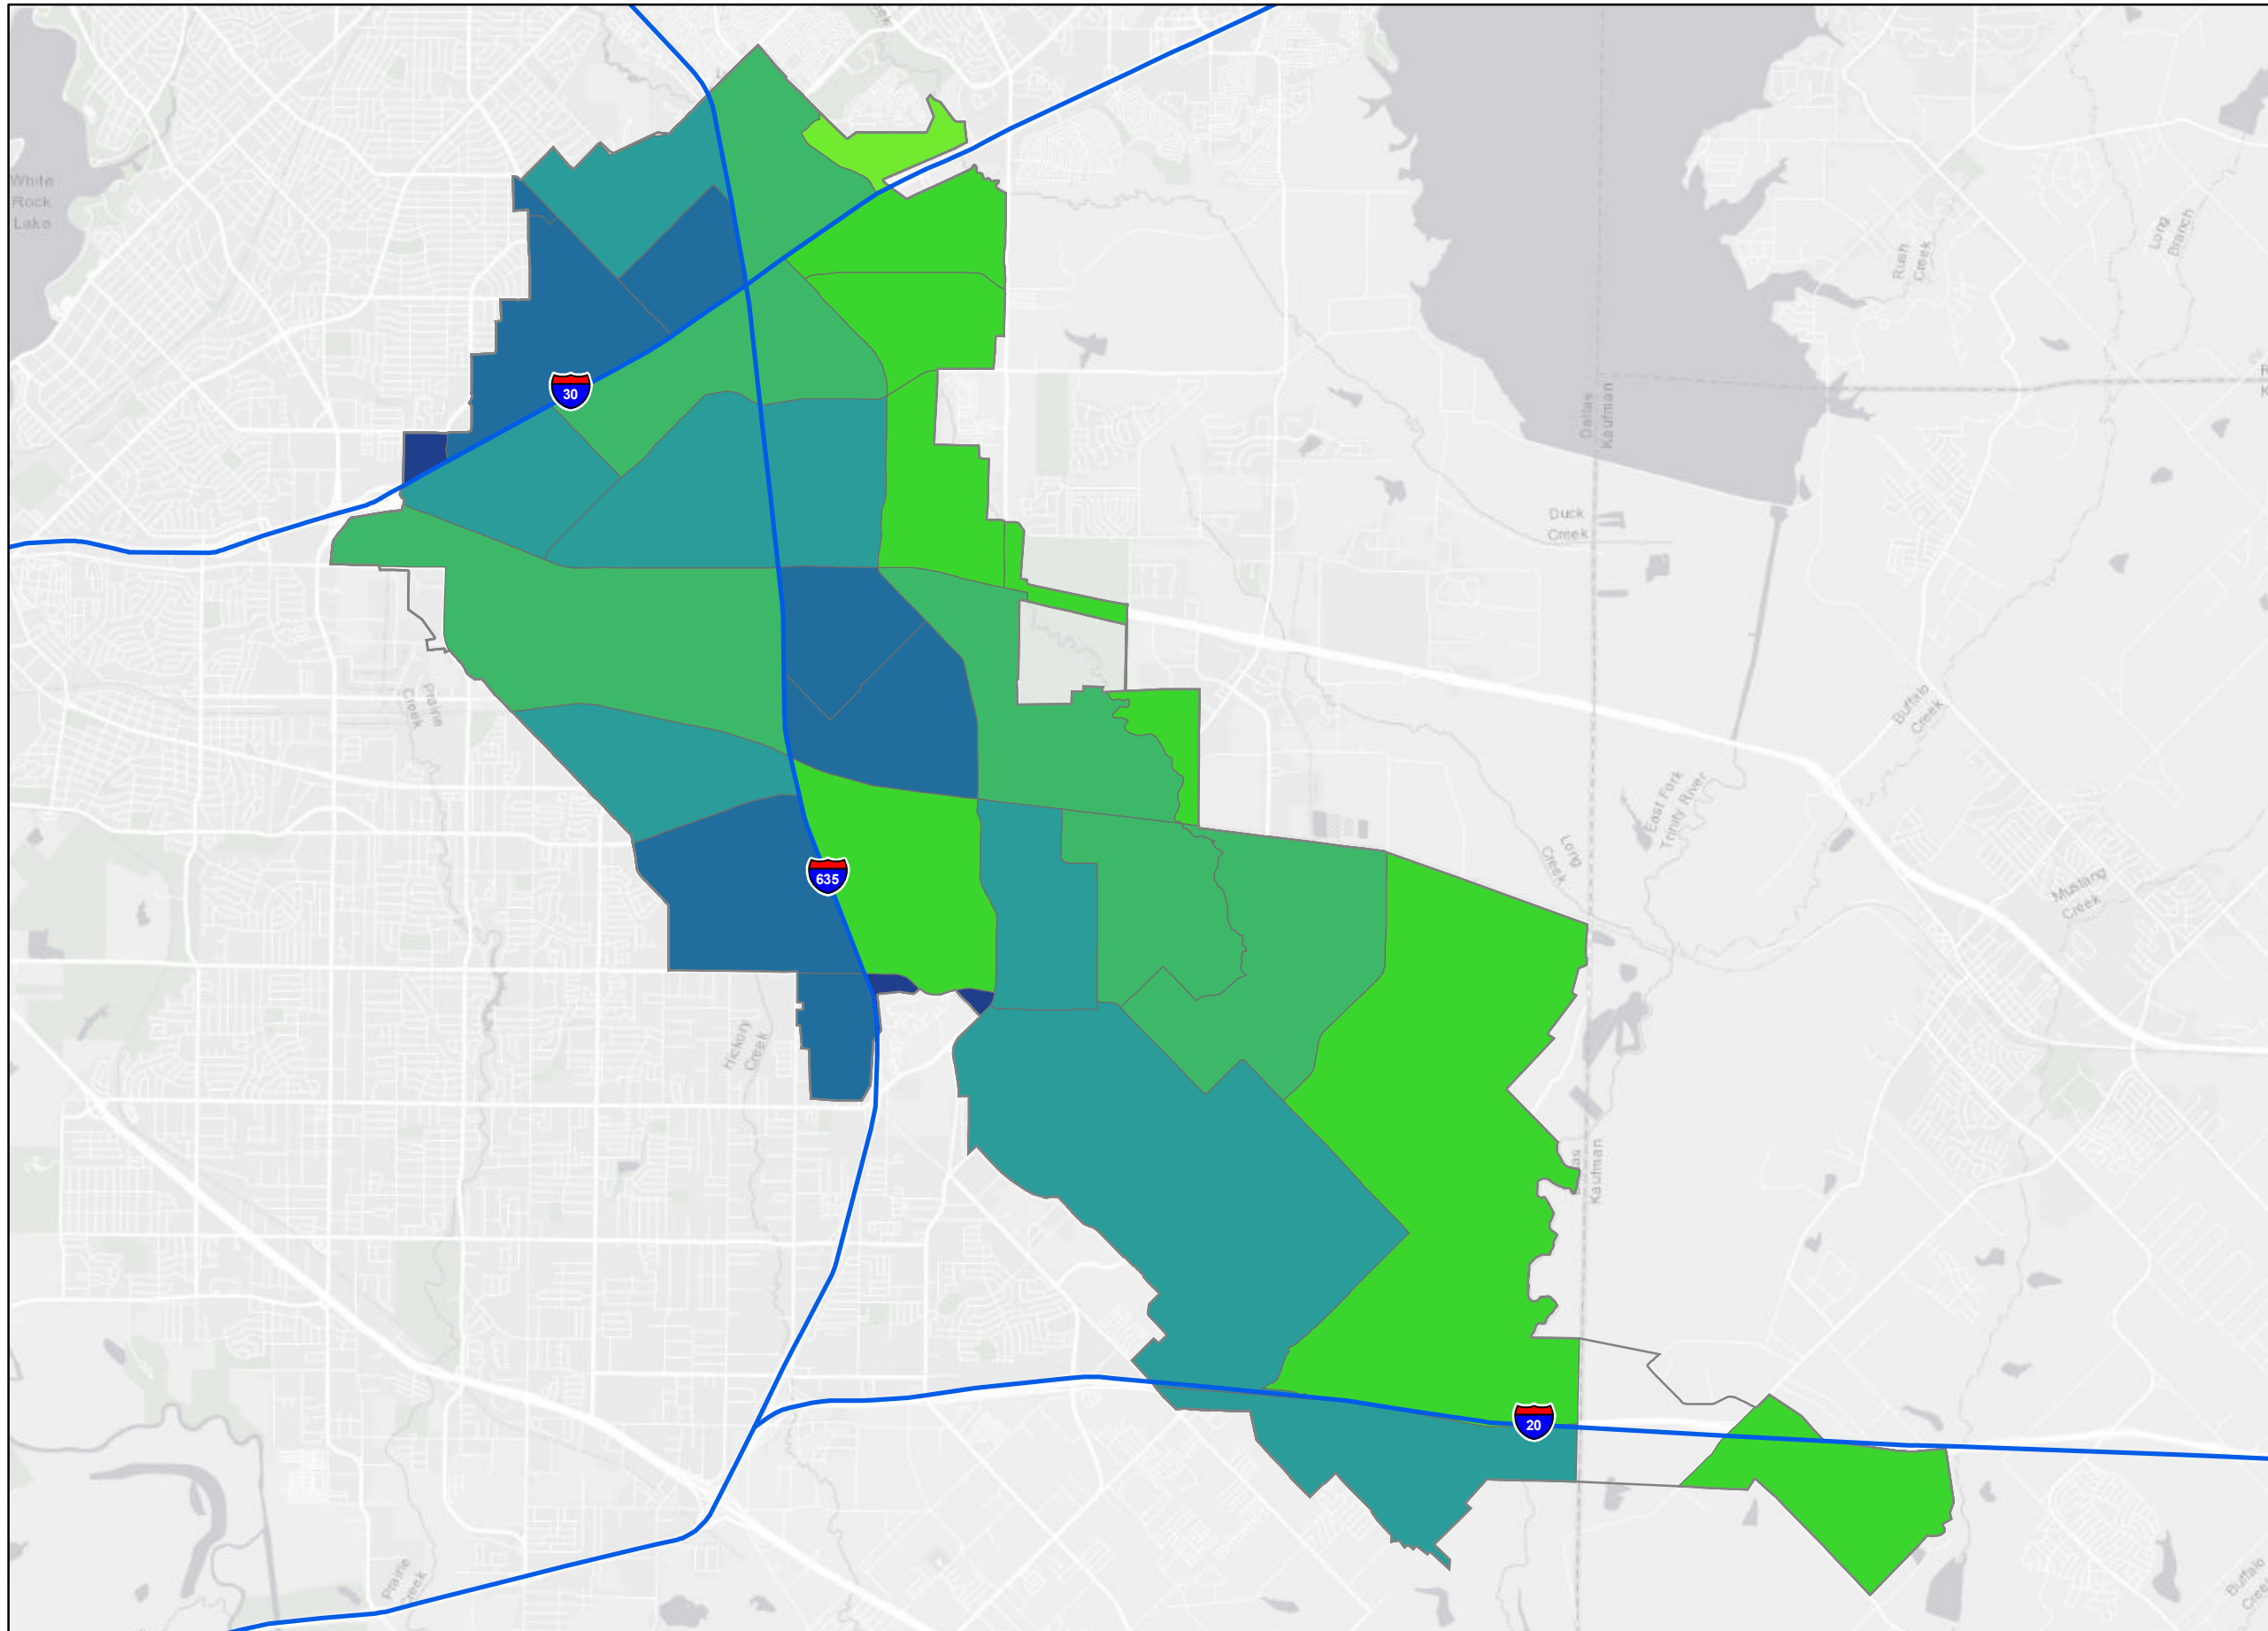 White
Rock
Lake
Rush
Creek
Long
Branch
30
Dallas
Kaufman
Duck
Creek
Prairie
Creek
Buffalo
Creek
East Fork
Trinity River
Long
Creek
635
Mustang
Creek
Hickory
Creek
Kaufman
20
Prairie
Creek
Buffalo